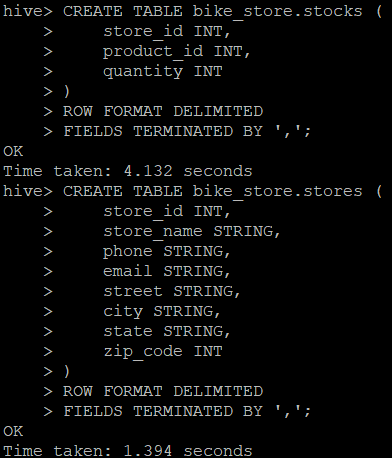 hive> CREATE TABLE bike_store.stocks (
    >     store_id INT,
    >     product_id INT,
    >     quantity INT
    > )
    > ROW FORMAT DELIMITED
    > FIELDS TERMINATED BY ',';
OK
Time taken: 4.132 seconds
hive> CREATE TABLE bike_store.stores (
    >     store_id INT,
    >     store_name STRING,
    >     phone STRING,
    >     email STRING,
    >     street STRING,
    >     city STRING,
    >     state STRING,
    >     zip_code INT
    > )
    > ROW FORMAT DELIMITED
    > FIELDS TERMINATED BY ',';
OK
Time taken: 1.394 seconds